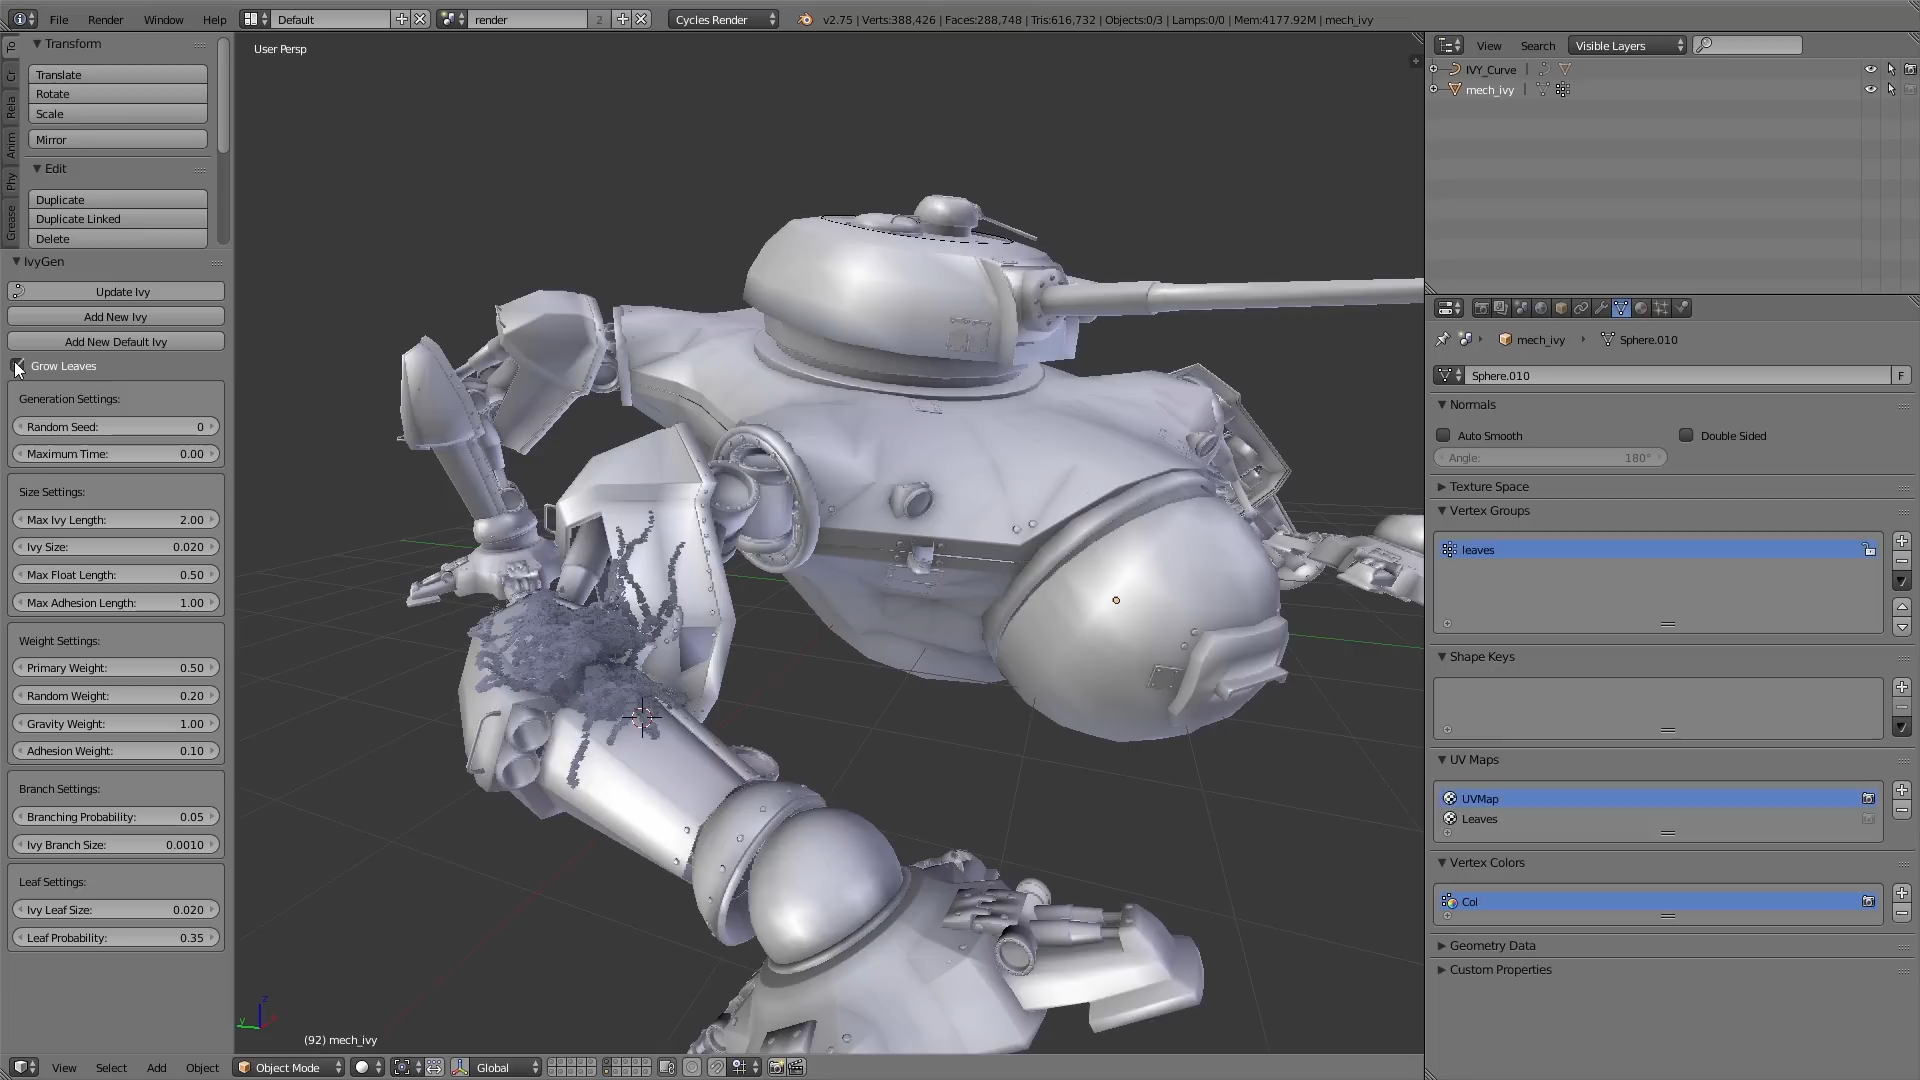 File Render Window Help Default render 2 Cycles Render v2.75 | Verts:388,426 | Faces:288,748 | Tris:616,732 | Objects:0/3 | Lamps:0/0 | Mem:4177.92M | mech_ivy
To
Cr
Rela
Anim
Phy
Grease
Transform
Translate
Rotate
Scale
Mirror
Edit
Duplicate
Duplicate Linked
Delete
IvyGen
Update Ivy
Add New Ivy
Add New Default Ivy
Grow Leaves
Generation Settings:
Random Seed: 0
Maximum Time: 0.00
Size Settings:
Max Ivy Length: 2.00
Ivy Size: 0.020
Max Float Length: 0.50
Max Adhesion Length: 1.00
Weight Settings:
Primary Weight: 0.50
Random Weight: 0.20
Gravity Weight: 1.00
Adhesion Weight: 0.10
Branch Settings:
Branching Probability: 0.05
Ivy Branch Size: 0.0010
Leaf Settings:
Ivy Leaf Size: 0.020
Leaf Probability: 0.35
User Persp
z
y
(92) mech_ivy
View Select Add Object Object Mode Global
View Search Visible Layers
IVY_Curve
mech_ivy
mech_ivy Sphere.010
Sphere.010 F
Normals
Auto Smooth Double Sided
Angle: 180°
Texture Space
Vertex Groups
leaves
Shape Keys
UV Maps
UVMap
Leaves
Vertex Colors
Col
Geometry Data
Custom Properties